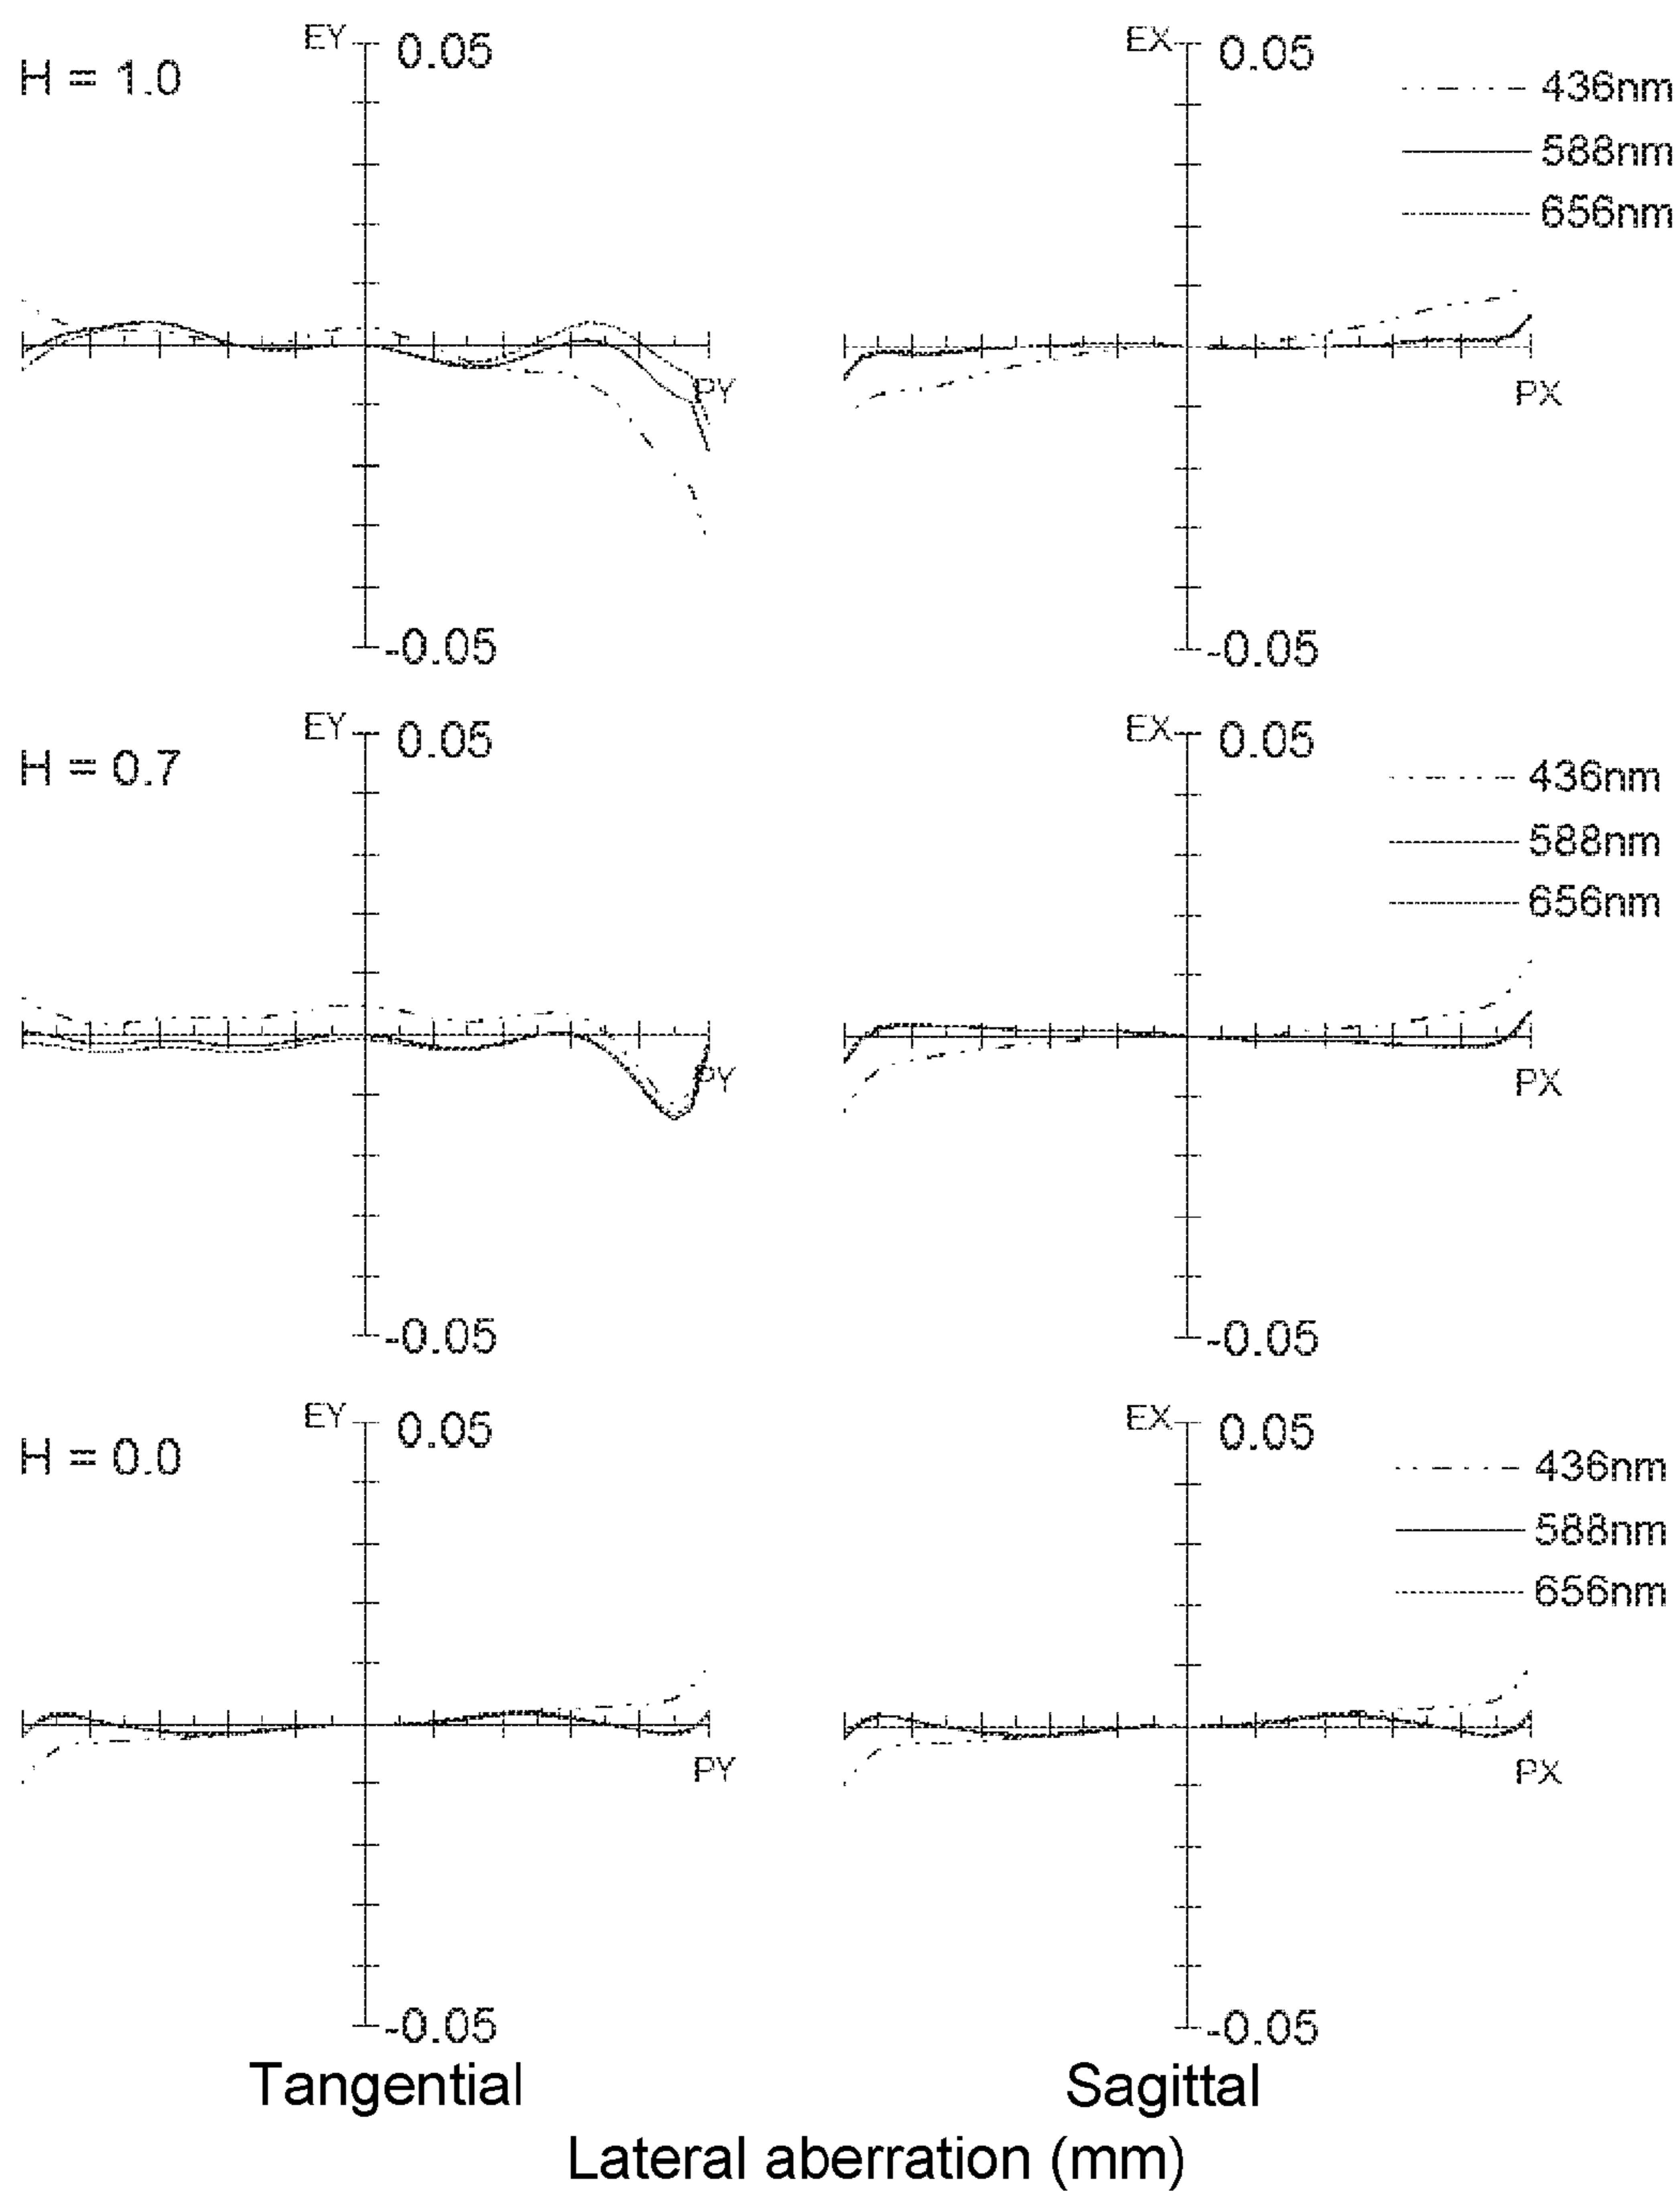 EY 0.05 EX 0.05
H = 1.0
436nm
588nm
656nm
PY PX
-0.05 -0.05
EY 0.05 EX 0.05
H = 0.7
436nm
588nm
656nm
PY PX
-0.05 -0.05
EY 0.05 EX 0.05
H = 0.0
436nm
588nm
656nm
PY PX
-0.05 -0.05
Tangential Sagittal
Lateral aberration (mm)